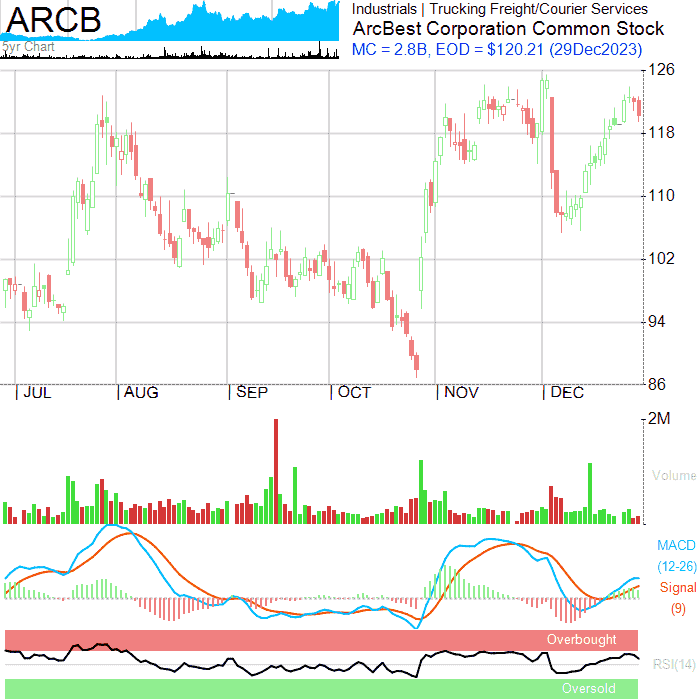 ARCB
5yr Chart
Industrials | Trucking Freight/Courier Services
ArcBest Corporation Common Stock
MC = 2.8B, EOD = $120.21 (29Dec2023)
126
118
110
102
94
86
JUL
AUG
SEP
OCT
NOV
DEC
2M
Volume
MACD
(12-26)
Signal
(9)
Overbought
RSI(14)
Oversold